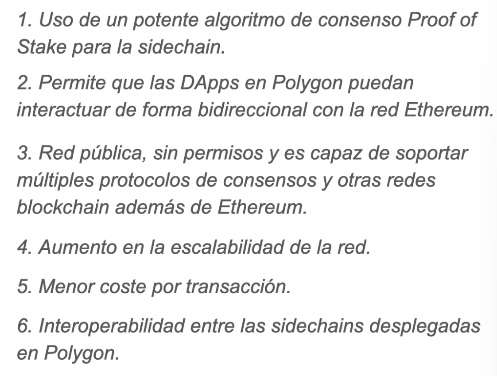 1. Uso de un potente algoritmo de consenso Proof of
Stake para la sidechain.
2. Permite que las DApps en Polygon puedan
interactuar de forma bidireccional con la red Ethereum.
3. Red pública, sin permisos y es capaz de soportar
múltiples protocolos de consensos y otras redes
blockchain además de Ethereum.
4. Aumento en la escalabilidad de la red.
5. Menor coste por transacción.
6. Interoperabilidad entre las sidechains desplegadas
en Polygon.